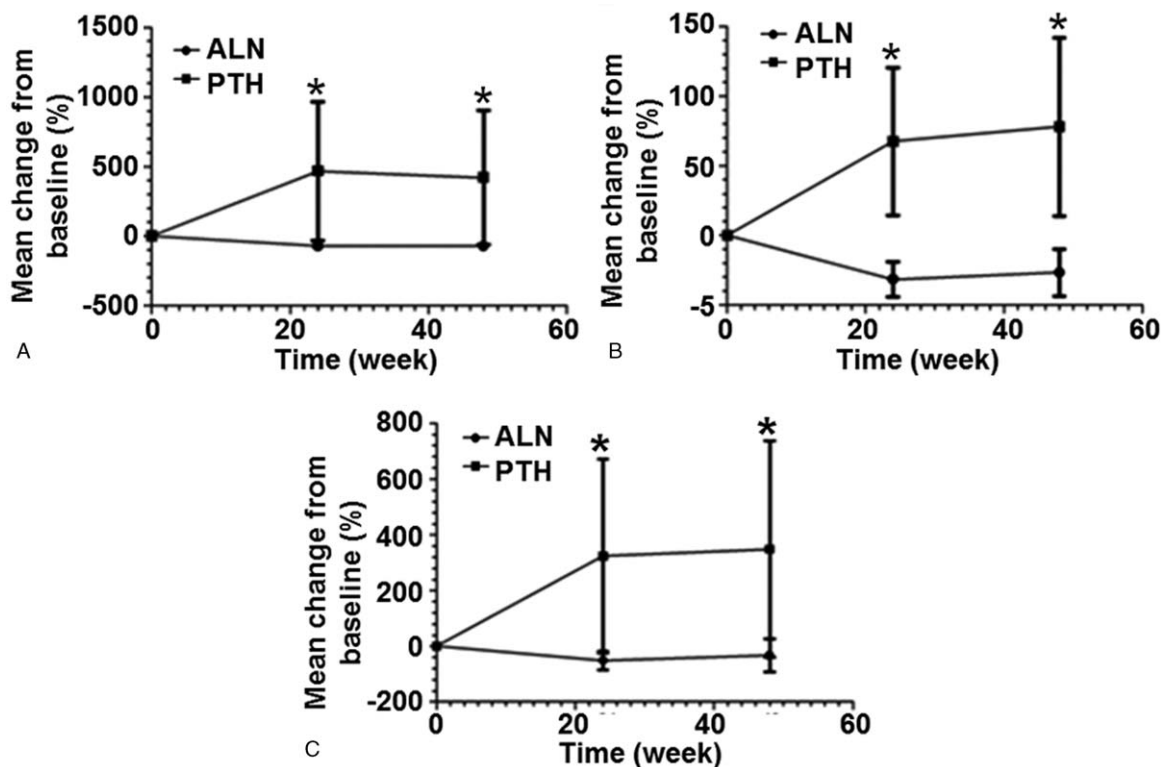 1500
1000
500
0
-500
Mean change from
baseline (%)
ALN
PTH
*
*
0
20
40
60
Time (week)
A
150
100
50
0
-5
Mean change from
baseline (%)
ALN
PTH
*
*
0
20
40
60
Time (week)
B
800
600
400
200
0
-200
Mean change from
baseline (%)
ALN
PTH
*
*
0
20
40
60
Time (week)
C